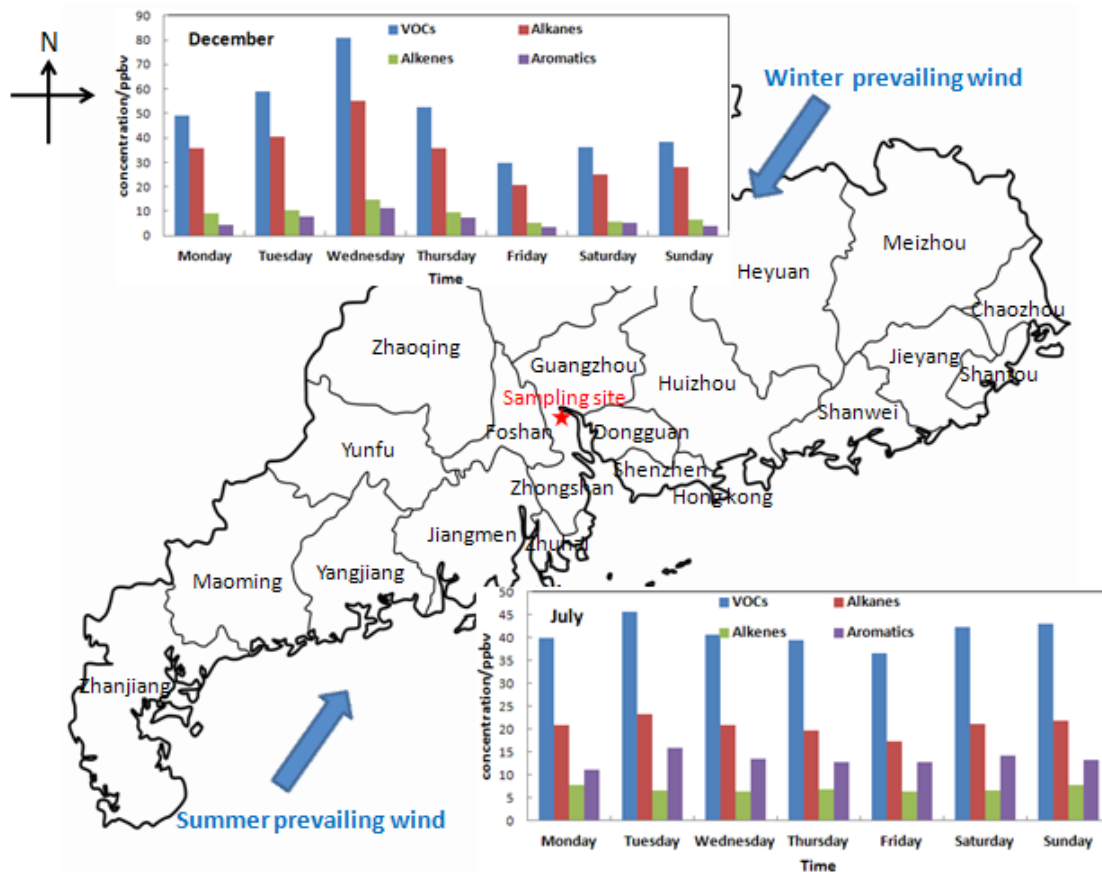 90
80
70
60
50
40
30
20
10
0
concentration/ppbv
December
VOCs
Alkanes
Alkenes
Aromatics
Monday Tuesday Wednesday Thursday Friday Saturday Sunday
Time
N
Winter prevailing wind
Meizhou
Heyuan
Chaozhou
Zhaoqing
Guangzhou
Jieyang
Huizhou
Shantou
Sampling site
Shanwei
Foshan
Dongguan
Yunfu
Shenzhen
Zhongshan
Hongkong
Jiangmen
Zhuhai
Yangjiang
Maoming
Zhanjiang
Summer prevailing wind
50
45
40
35
30
25
20
15
10
5
0
concentration/ppbv
July
VOCs
Alkanes
Alkenes
Aromatics
Monday Tuesday Wednesday Thursday Friday Saturday Sunday
Time